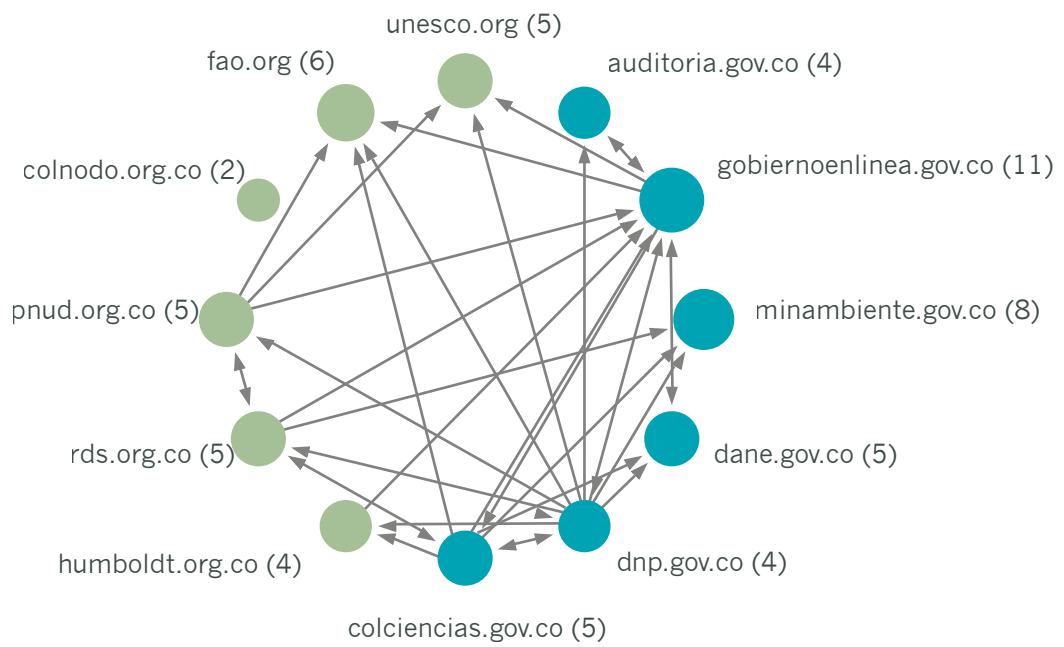 unesco.org (5)
fao.org (6)
auditoria.gov.co (4)
colnodo.org.co (2)
gobiernoenlinea.gov.co (11)
pnud.org.co (5)
minambiente.gov.co (8)
rds.org.co (5)
dane.gov.co (5)
humboldt.org.co (4)
dnp.gov.co (4)
colciencias.gov.co (5)